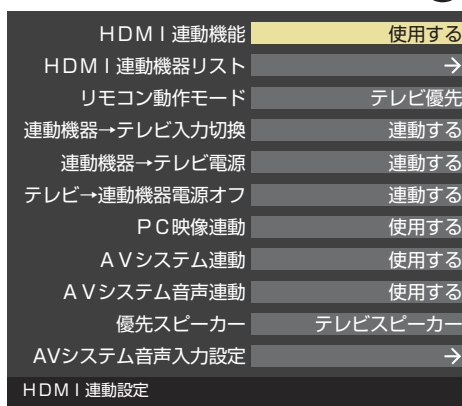 HDMI連動機能 使用する
HDMI連動機器リスト →
リモコン動作モード テレビ優先
連動機器→テレビ入力切換 連動する
連動機器→テレビ電源 連動する
テレビ→連動機器電源オフ 連動する
PC映像連動 使用する
AVシステム連動 使用する
AVシステム音声連動 使用する
優先スピーカー テレビスピーカー
AVシステム音声入力設定 →
HDMI連動設定